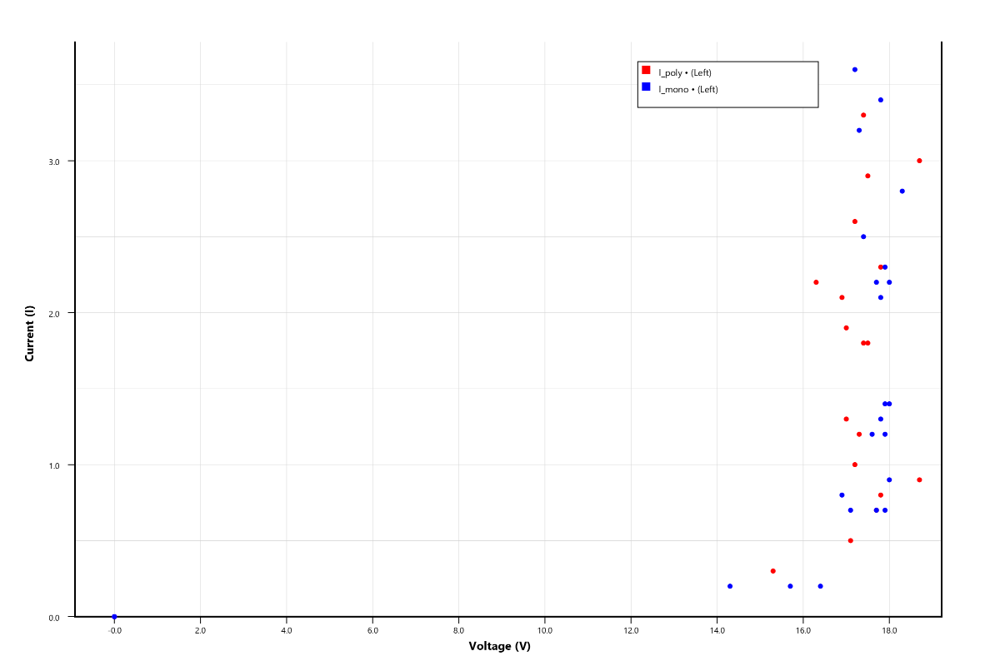 I_poly • (Left)
I_mono • (Left)
3.0
2.0
1.0
0.0
Current (I)
-0.0 2.0 4.0 6.0 8.0 10.0 12.0 14.0 16.0 18.0
Voltage (V)